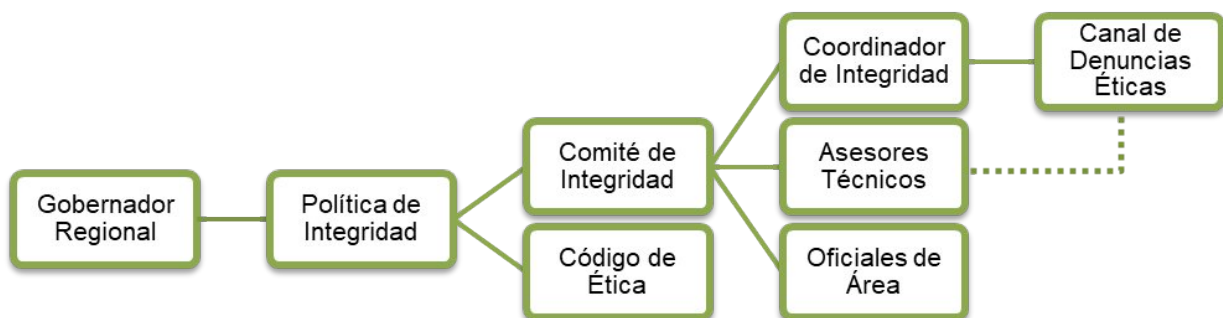 Gobernador
Regional
Política de
Integridad
Comité de
Integridad
Código de
Ética
Coordinador
de Integridad
Asesores
Técnicos
Oficiales de
Área
Canal de
Denuncias
Éticas